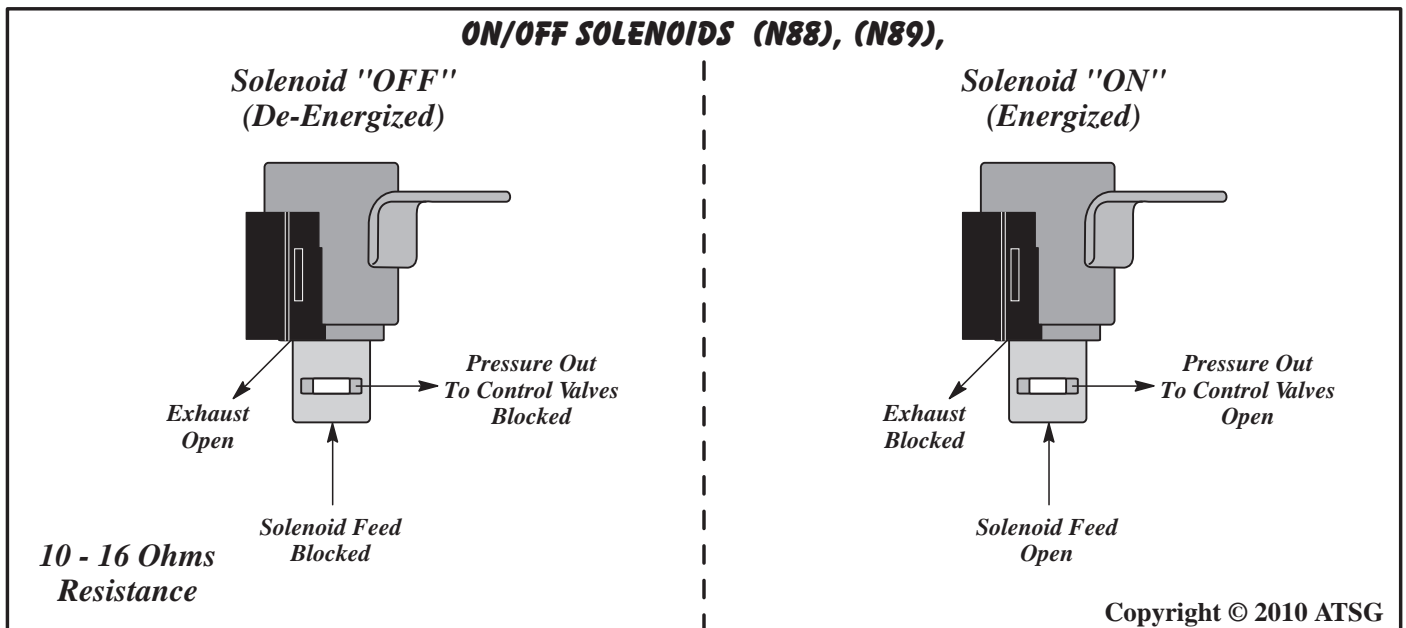 ON/OFF SOLENOIDS (N88), (N89),
Solenoid "OFF"
(De-Energized)
Exhaust
Open
Pressure Out
To Control Valves
Blocked
Solenoid Feed
Blocked
10 - 16 Ohms
Resistance
Solenoid "ON"
(Energized)
Exhaust
Blocked
Pressure Out
To Control Valves
Open
Solenoid Feed
Open
Copyright © 2010 ATSG